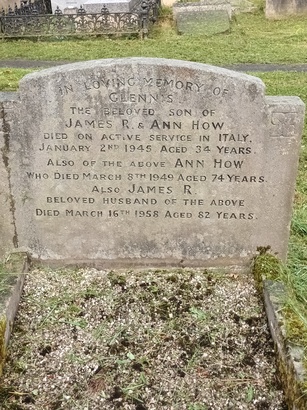 IN LOVING MEMORY OF
GLENNIS
THE BELOVED SON OF
JAMES R. & ANN HOW,
DIED ON ACTIVE SERVICE IN ITALY,
JANUARY 2ND 1945 AGED 34 YEARS.
ALSO OF THE ABOVE ANN HOW
WHO DIED MARCH 8TH 1949 AGED 74 YEARS.
ALSO JAMES R.
BELOVED HUSBAND OF THE ABOVE
DIED MARCH 16TH 1958 AGED 82 YEARS.